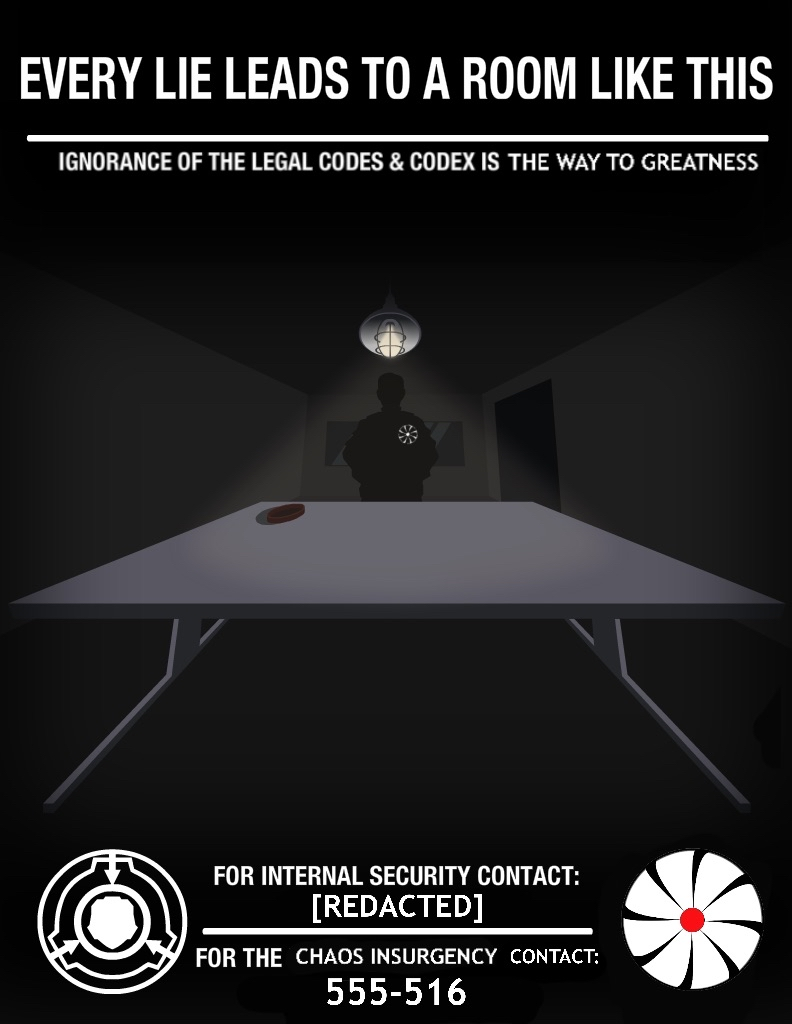 EVERY LIE LEADS TO A ROOM LIKE THIS
IGNORANCE OF THE LEGAL CODES & CODEX IS THE WAY TO GREATNESS
FOR INTERNAL SECURITY CONTACT:
[REDACTED]
FOR THE CHAOS INSURGENCY CONTACT:
555-516